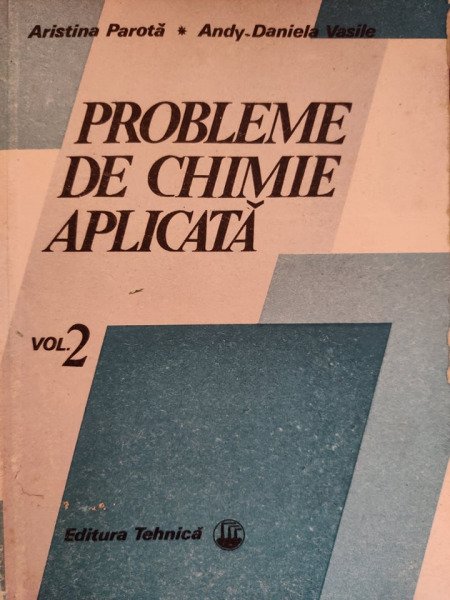 Aristina Parotă * Andy-Daniela Vasile
PROBLEME
DE CHIMIE
APLICATĂ
VOL.2
Editura Tehnică